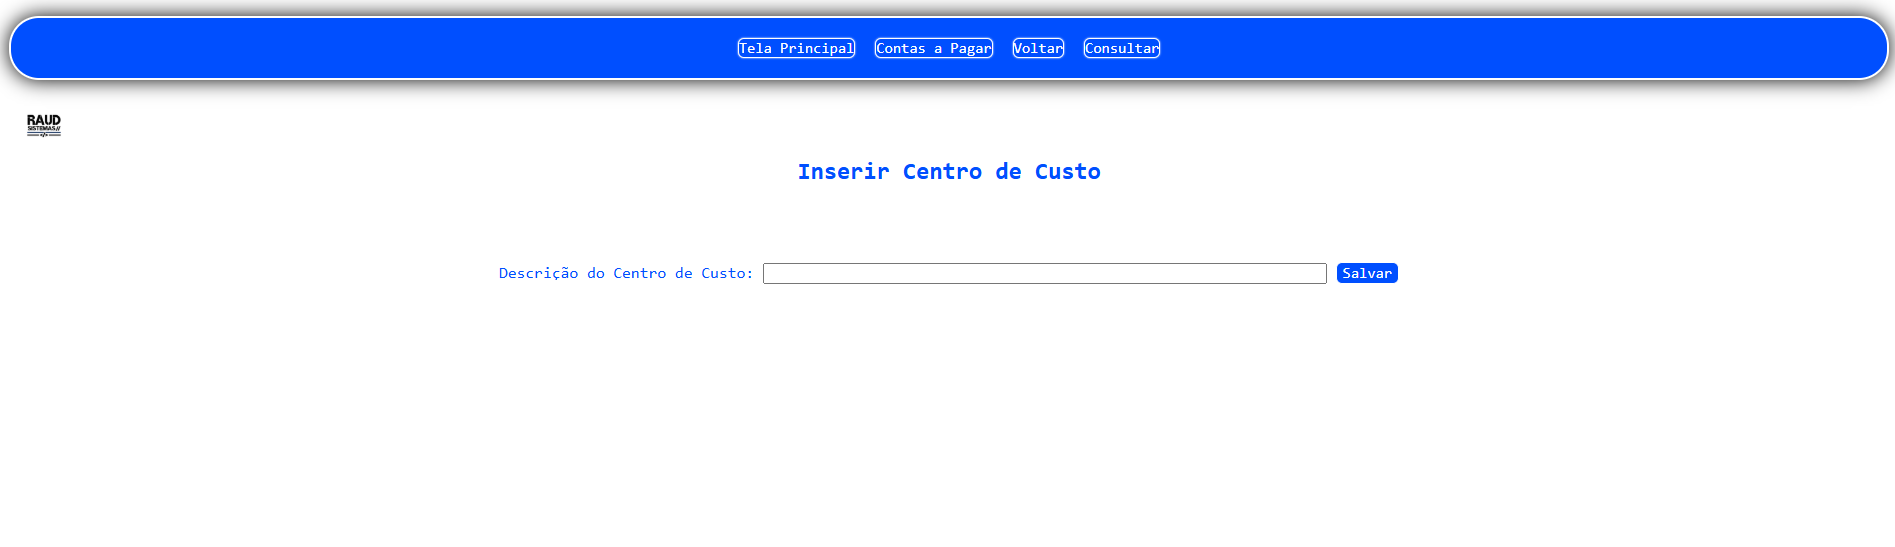 Tela Principal Contas a Pagar Voltar Consultar
RAUD
SISTEMAS//
</>
Inserir Centro de Custo
Descrição do Centro de Custo: Salvar